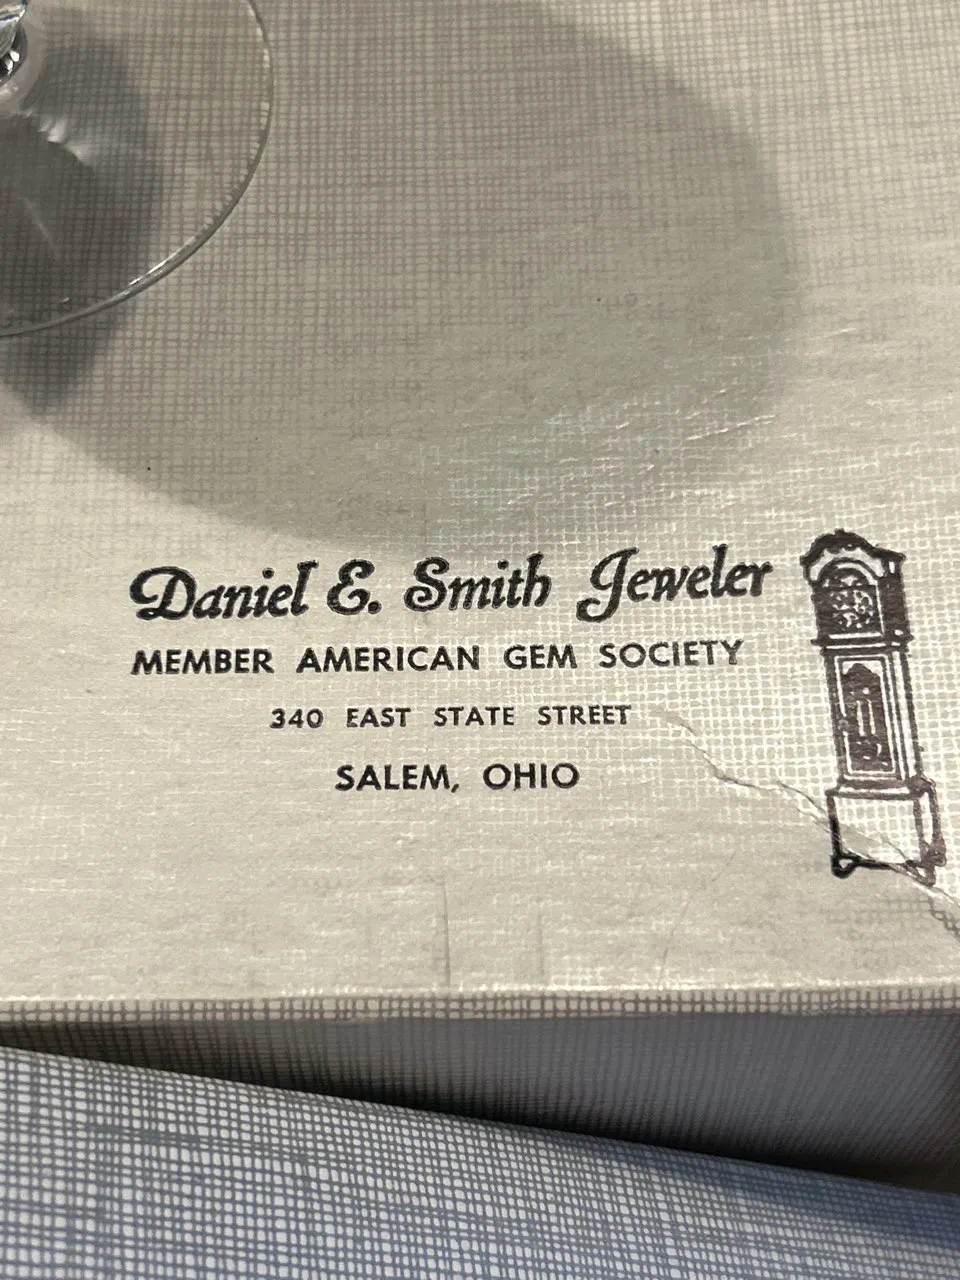 Daniel E. Smith Jeweler
MEMBER AMERICAN GEM SOCIETY
340 EAST STATE STREET
SALEM, OHIO